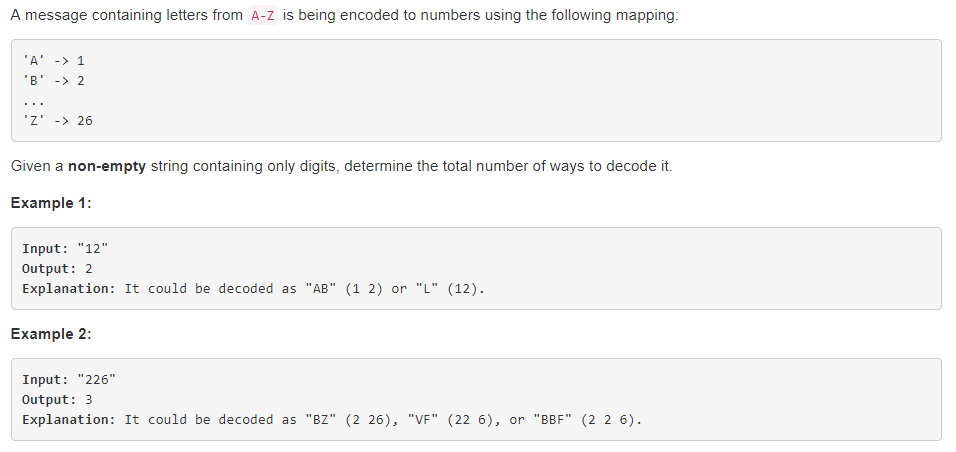 A message containing letters from A-Z is being encoded to numbers using the following mapping:
'A' -> 1
'B' -> 2
...
'Z' -> 26
Given a non-empty string containing only digits, determine the total number of ways to decode it.
Example 1:
Input: "12"
Output: 2
Explanation: It could be decoded as "AB" (1 2) or "L" (12).
Example 2:
Input: "226"
Output: 3
Explanation: It could be decoded as "BZ" (2 26), "VF" (22 6), or "BBF" (2 2 6).